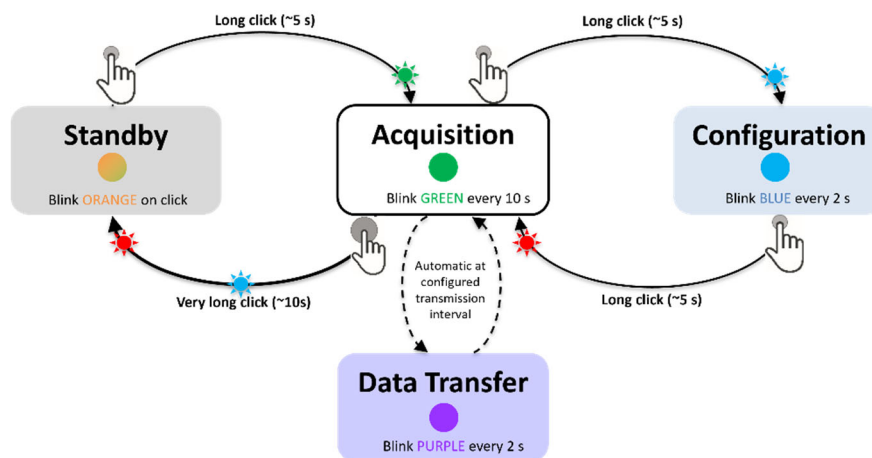 Long click (~5 s)
Long click (~5 s)
Standby
Blink ORANGE on click
Acquisition
Blink GREEN every 10 s
Configuration
Blink BLUE every 2 s
Very long click (~10s)
Automatic at
configured
transmission
interval
Long click (~5 s)
Data Transfer
Blink PURPLE every 2 s